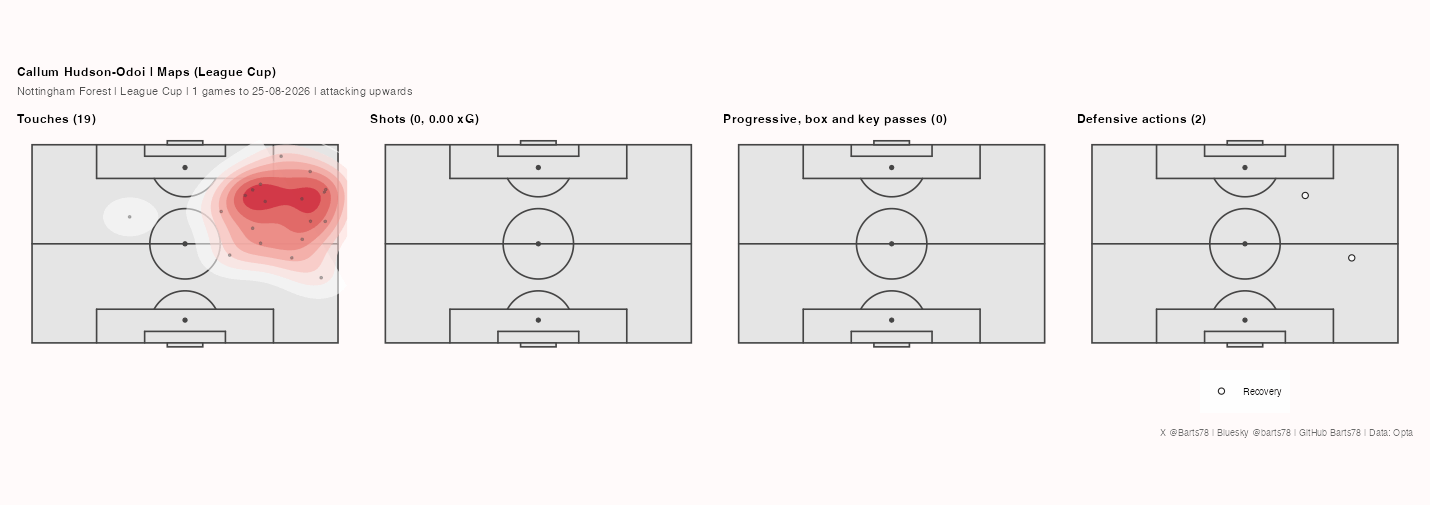 Callum Hudson-Odoi | Maps (League Cup)
Nottingham Forest | League Cup | 1 games to 25-08-2026 | attacking upwards
Touches (19)
Shots (0, 0.00 xG)
Progressive, box and key passes (0)
Defensive actions (2)
Recovery
X @Barts78 | Bluesky @barts78 | GitHub Barts78 | Data: Opta